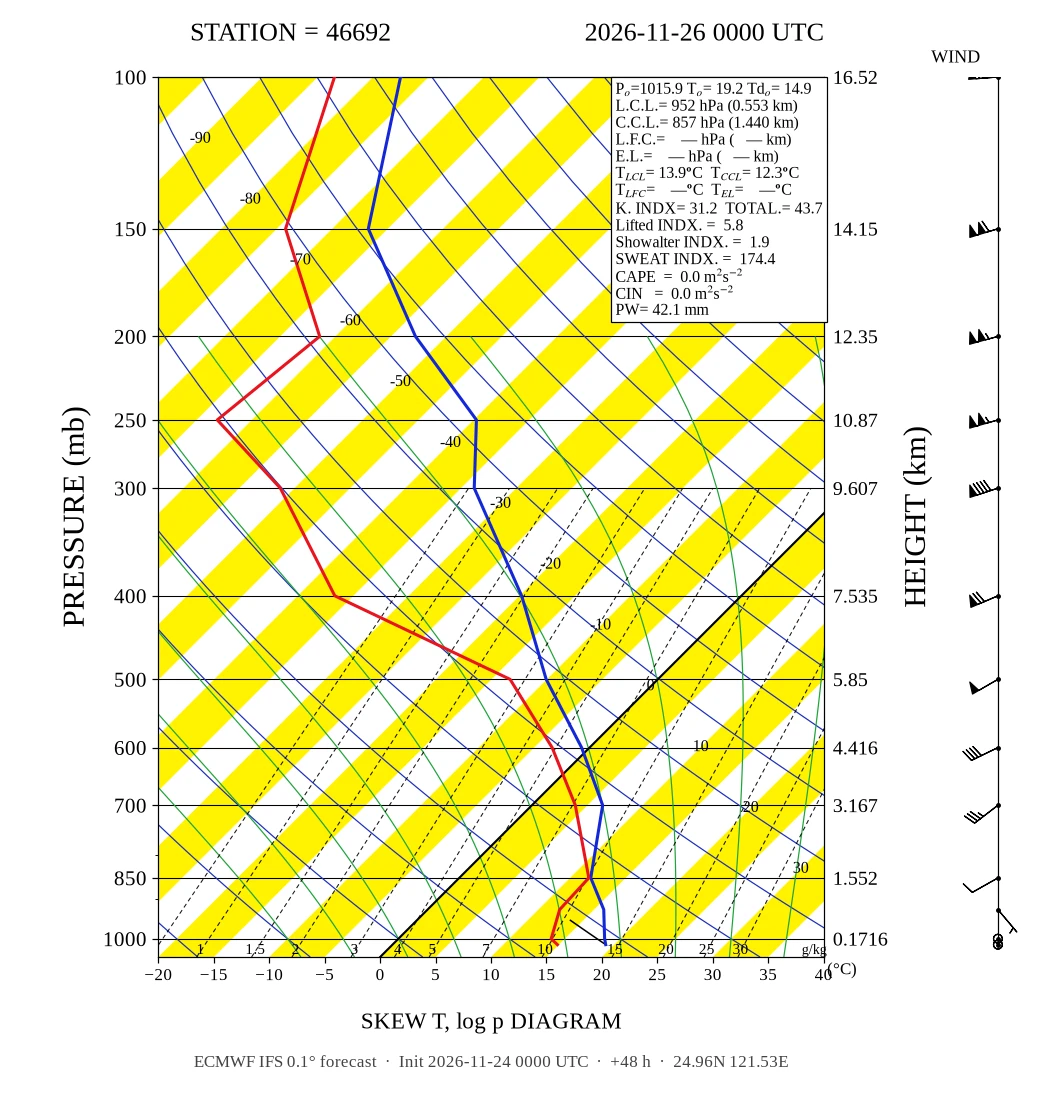 STATION = 46692
2026-11-26 0000 UTC
WIND
Pₒ=1015.9 Tₒ= 19.2 Tdₒ= 14.9
L.C.L.= 952 hPa (0.553 km)
C.C.L.= 857 hPa (1.440 km)
L.F.C.= — hPa ( — km)
E.L.= — hPa ( — km)
T_LCL= 13.9°C T_CCL= 12.3°C
T_LFC= —°C T_EL= —°C
K. INDX= 31.2 TOTAL.= 43.7
Lifted INDX. = 5.8
Showalter INDX. = 1.9
SWEAT INDX. = 174.4
CAPE = 0.0 m²s⁻²
CIN = 0.0 m²s⁻²
PW= 42.1 mm
100 16.52
-90
-80
150 14.15
-70
-60
200 12.35
-50
250 10.87
-40
300 9.607
-30
-20
400 7.535
-10
500 5.85
0
600 4.416
10
700 3.167
20
850 1.552
30
1000 0.1716
PRESSURE (mb)
HEIGHT (km)
1 1.5 2 3 4 5 7 10 15 20 25 30 g/kg
−20 −15 −10 −5 0 5 10 15 20 25 30 35 40 (°C)
SKEW T, log p DIAGRAM
ECMWF IFS 0.1° forecast · Init 2026-11-24 0000 UTC · +48 h · 24.96N 121.53E